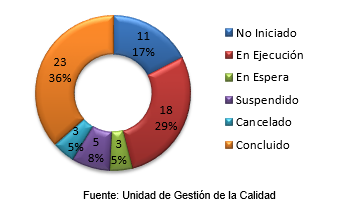 11
17%
18
29%
3
5%
5
8%
3
5%
23
36%
No Iniciado
En Ejecución
En Espera
Suspendido
Cancelado
Concluido
Fuente: Unidad de Gestión de la Calidad